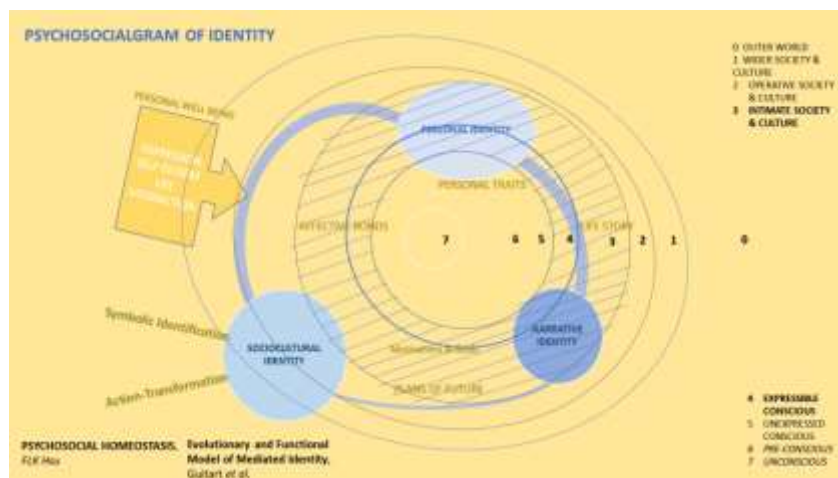 PSYCHOSOCIALGRAM OF IDENTITY
0 OUTER WORLD
1 WIDER SOCIETY &
CULTURE
2 OPERATIVE SOCIETY
& CULTURE
3 INTIMATE SOCIETY
& CULTURE
PERSONAL WELL BEING
PERSONAL IDENTITY
PERSONAL TRAITS
AFFECTIVE BONDS
LIFE STORY
7 6 5 4 3 2 1 0
Symbolic Identification
SOCIOCULTURAL
IDENTITY
NARRATIVE
IDENTITY
Action-Transformation
PLANS OF FUTURE
4 EXPRESSIBLE
CONSCIOUS
5 UNEXPRESSED
CONSCIOUS
6 PRE-CONSCIOUS
7 UNCONSCIOUS
PSYCHOSOCIAL HOMEOSTASIS.
FLK Hsu
Evolutionary and Functional
Model of Mediated Identity.
Guitart et al.